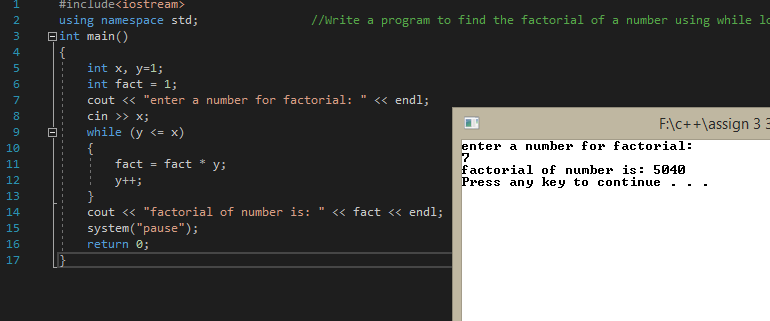 1 #include<iostream>
2 using namespace std; //Write a program to find the factorial of a number using while
3 int main()
4 {
5 int x, y=1;
6 int fact = 1;
7 cout << "enter a number for factorial: " << endl;
8 cin >> x;
9 while (y <= x)
10 {
11 fact = fact * y;
12 y++;
13 }
14 cout << "factorial of number is: " << fact << endl;
15 system("pause");
16 return 0;
17 }
F:\c++\assign 3
enter a number for factorial:
7
factorial of number is: 5040
Press any key to continue . . .